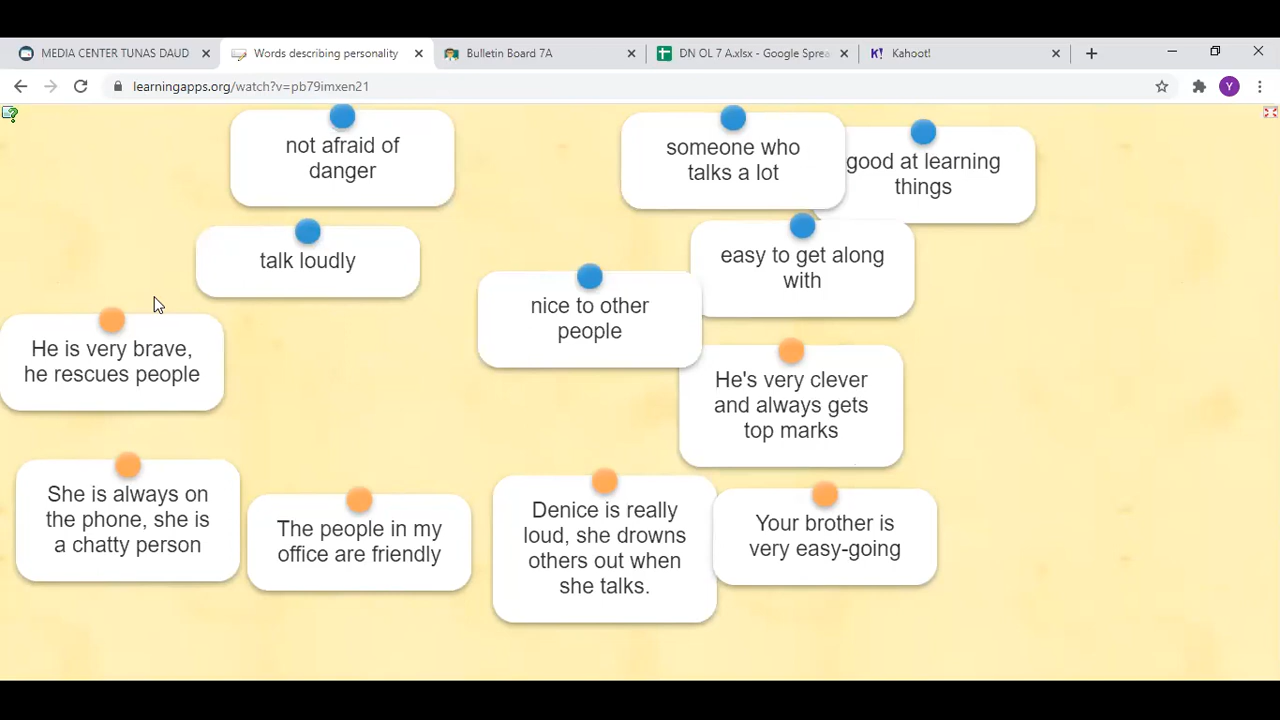 MEDIA CENTER TUNAS DAUD
Words describing personality
Bulletin Board 7A
DN OL 7 A.xlsx - Google Sprea
K!
Kahoot!
learningapps.org/watch?v=pb79imxen21
Y
not afraid of
danger
someone who
talks a lot
good at learning
things
talk loudly
easy to get along
with
nice to other
people
He is very brave,
he rescues people
He's very clever
and always gets
top marks
She is always on
the phone, she is
a chatty person
The people in my
office are friendly
Denice is really
loud, she drowns
others out when
she talks.
Your brother is
very easy-going